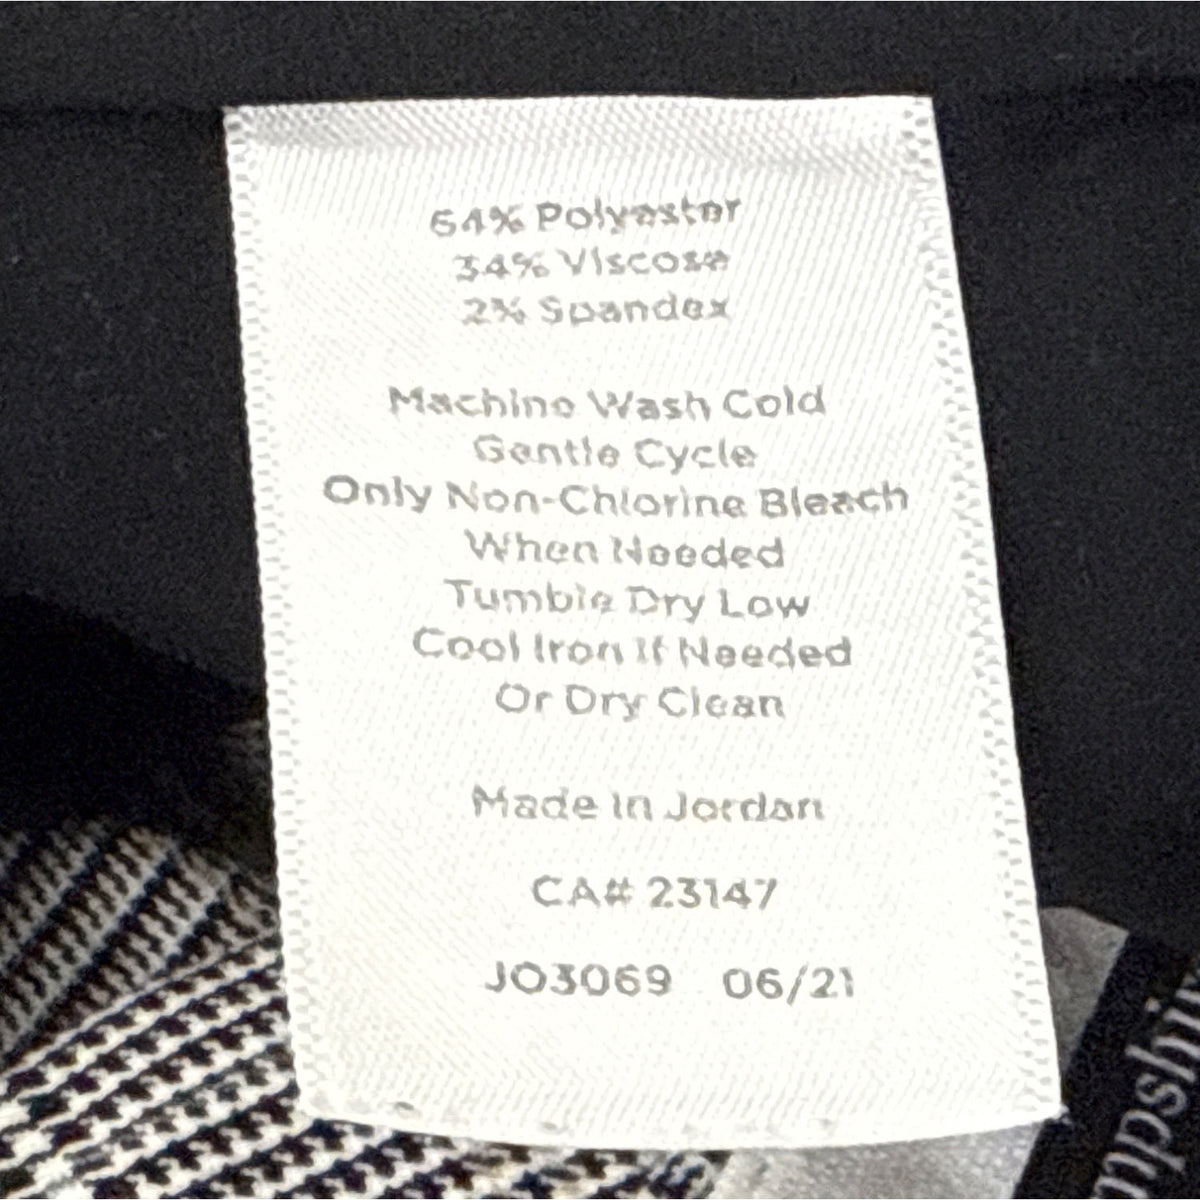 64% Polyester
34% Viscose
2% Spandex
Machine Wash Cold
Gentle Cycle
Only Non-Chlorine Bleach
When Needed
Tumble Dry Low
Cool Iron If Needed
Or Dry Clean
Made In Jordan
CA# 23147
JO3069 06/21